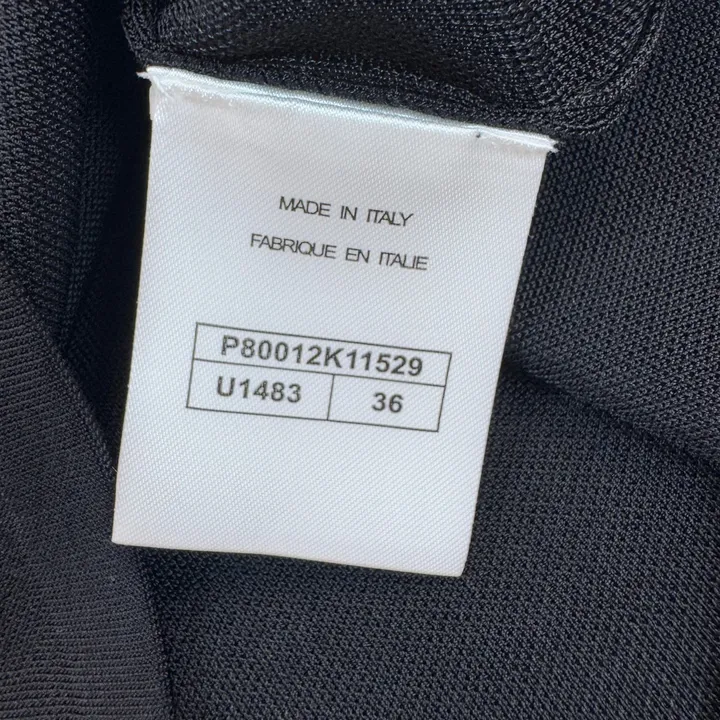 MADE IN ITALY
FABRIQUE EN ITALIE
P80012K11529
U1483 36